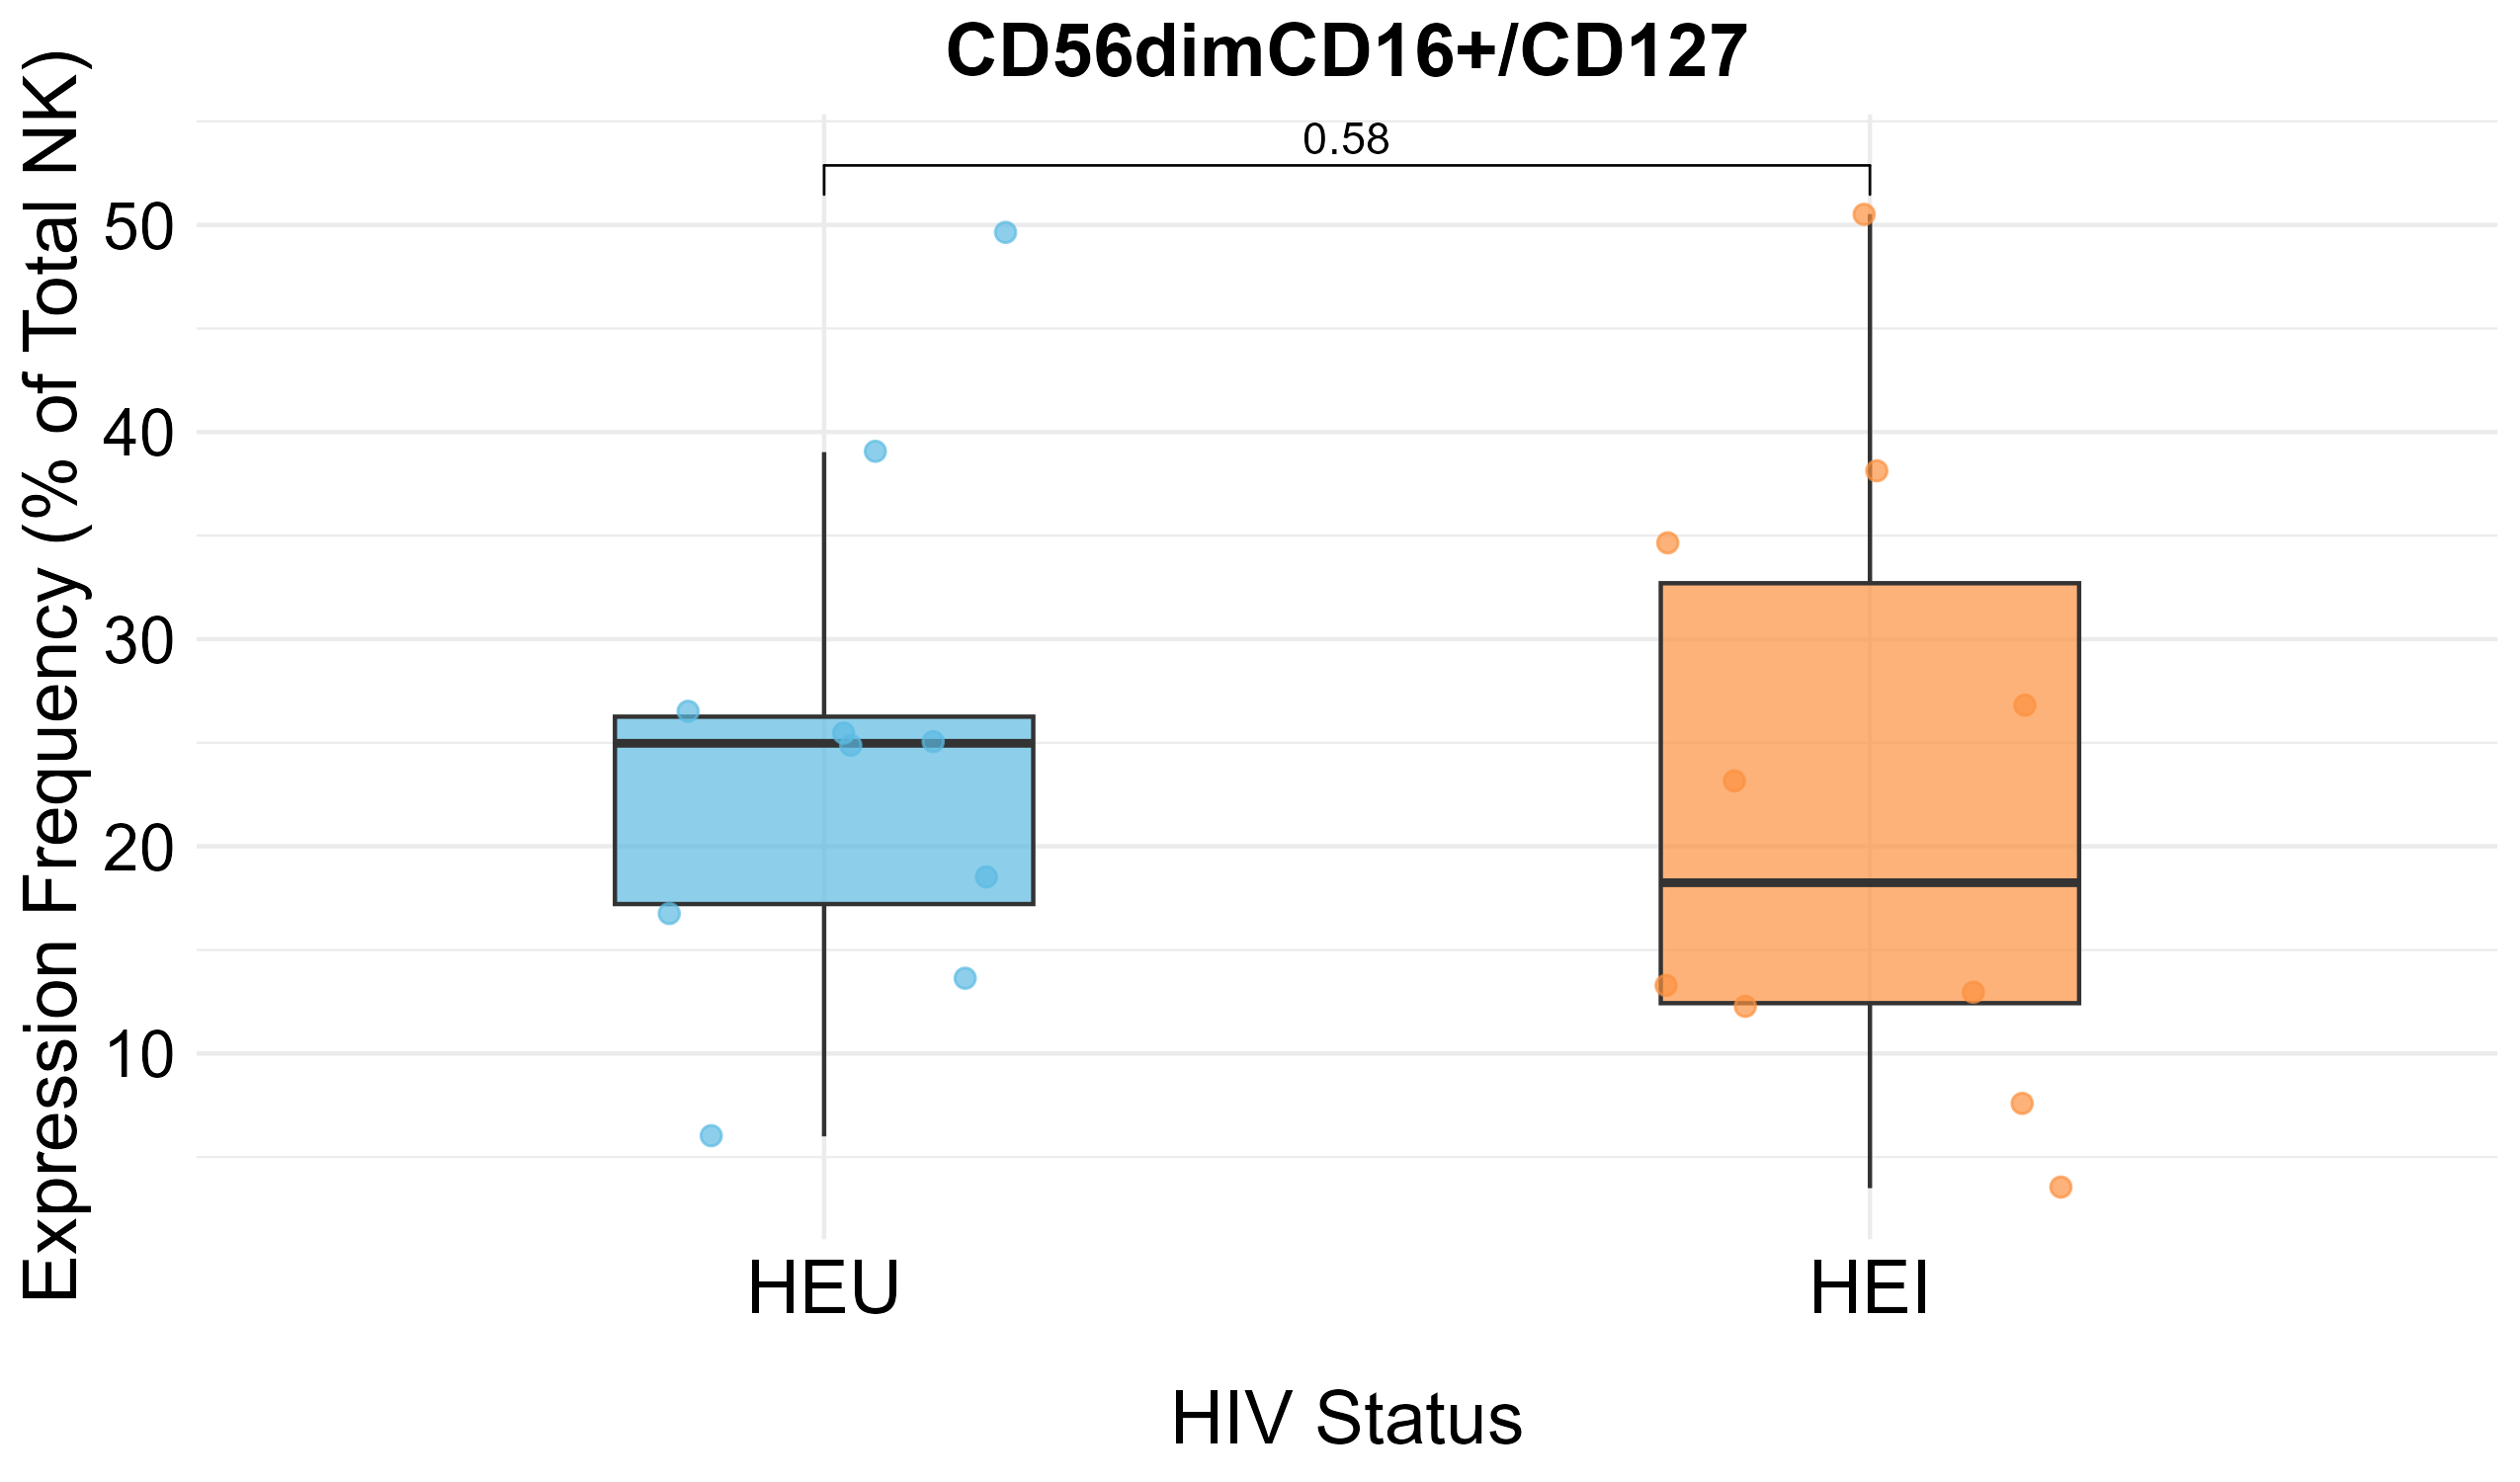 CD56dimCD16+/CD127
0.58
Expression Frequency (% of Total NK)
50
40
30
20
10
HEU
HEI
HIV Status